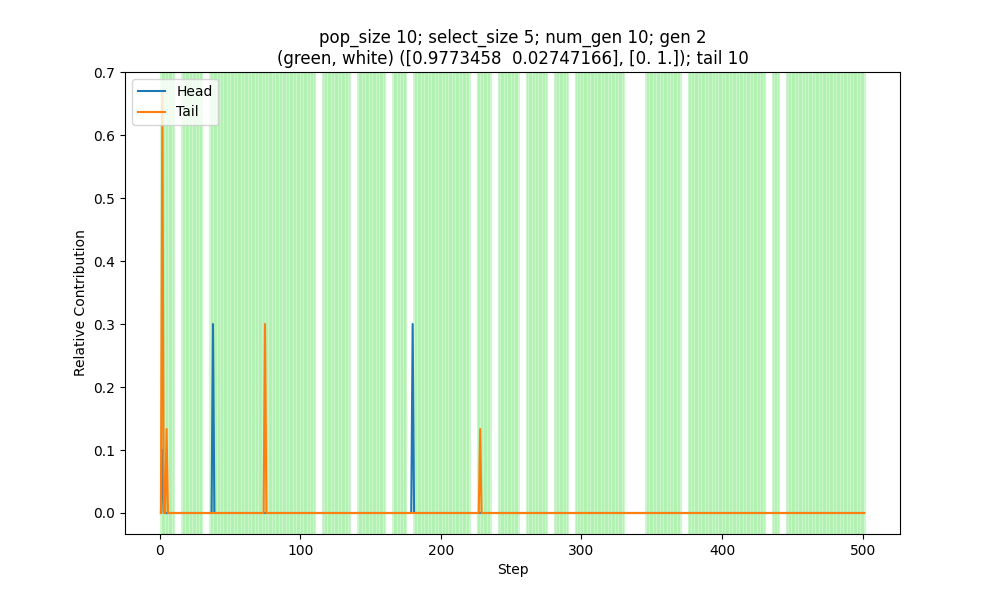 pop_size 10; select_size 5; num_gen 10; gen 2
(green, white) ([0.9773458  0.02747166], [0. 1.]); tail 10
Head
Tail
0.7
0.6
0.5
0.4
0.3
0.2
0.1
0.0
Relative Contribution
0 100 200 300 400 500
Step